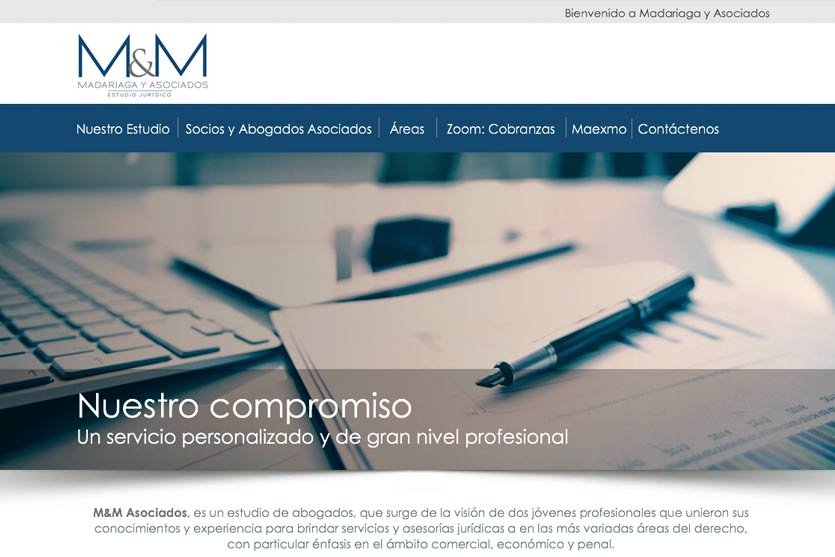 Bienvenido a Madariaga y Asociados
M&M
MADARIAGA Y ASOCIADOS
ESTUDIO JURÍDICO
Nuestro Estudio
Socios y Abogados Asociados
Áreas
Zoom: Cobranzas
Maexmo
Contáctenos
Nuestro compromiso
Un servicio personalizado y de gran nivel profesional
M&M Asociados, es un estudio de abogados, que surge de la visión de dos jóvenes profesionales que unieron sus
conocimientos y experiencia para brindar servicios y asesorías jurídicas a en las más variadas áreas del derecho,
con particular énfasis en el ámbito comercial, económico y penal.